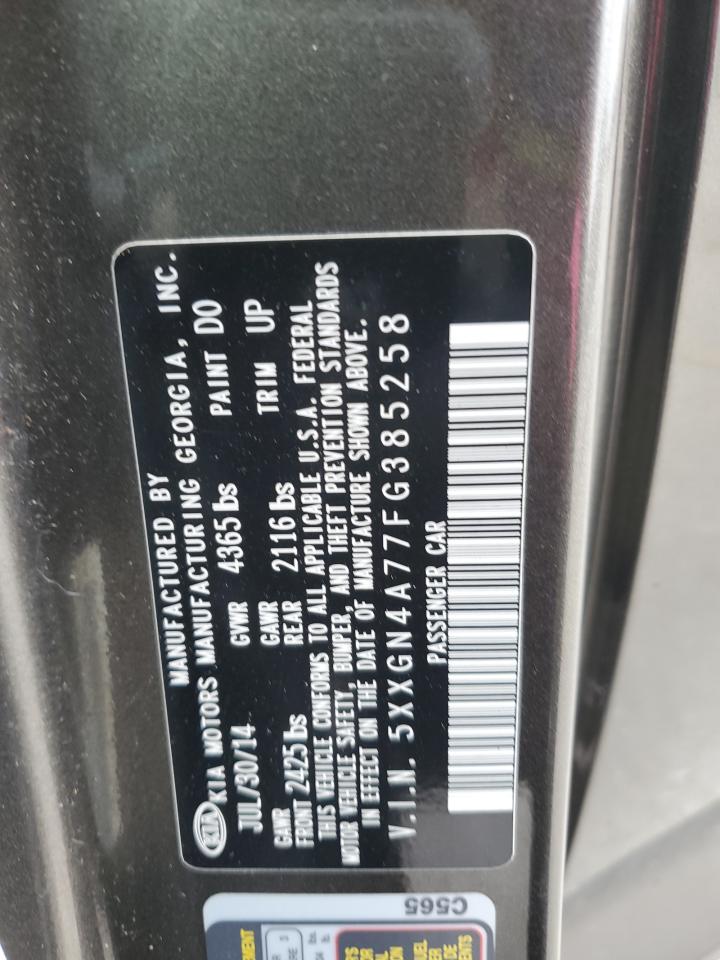 MANUFACTURED BY
KIA KIA MOTORS MANUFACTURING GEORGIA, INC.
JUL/30/14 GVWR 4365 lbs PAINT DO
GAWR FRONT 2425 lbs GAWR REAR 2116 lbs TRIM UP
THIS VEHICLE CONFORMS TO ALL APPLICABLE U.S.A. FEDERAL
MOTOR VEHICLE SAFETY, BUMPER, AND THEFT PREVENTION STANDARDS
IN EFFECT ON THE DATE OF MANUFACTURE SHOWN ABOVE.
V.I.N. 5XXGN4A77FG385258
PASSENGER CAR
C565